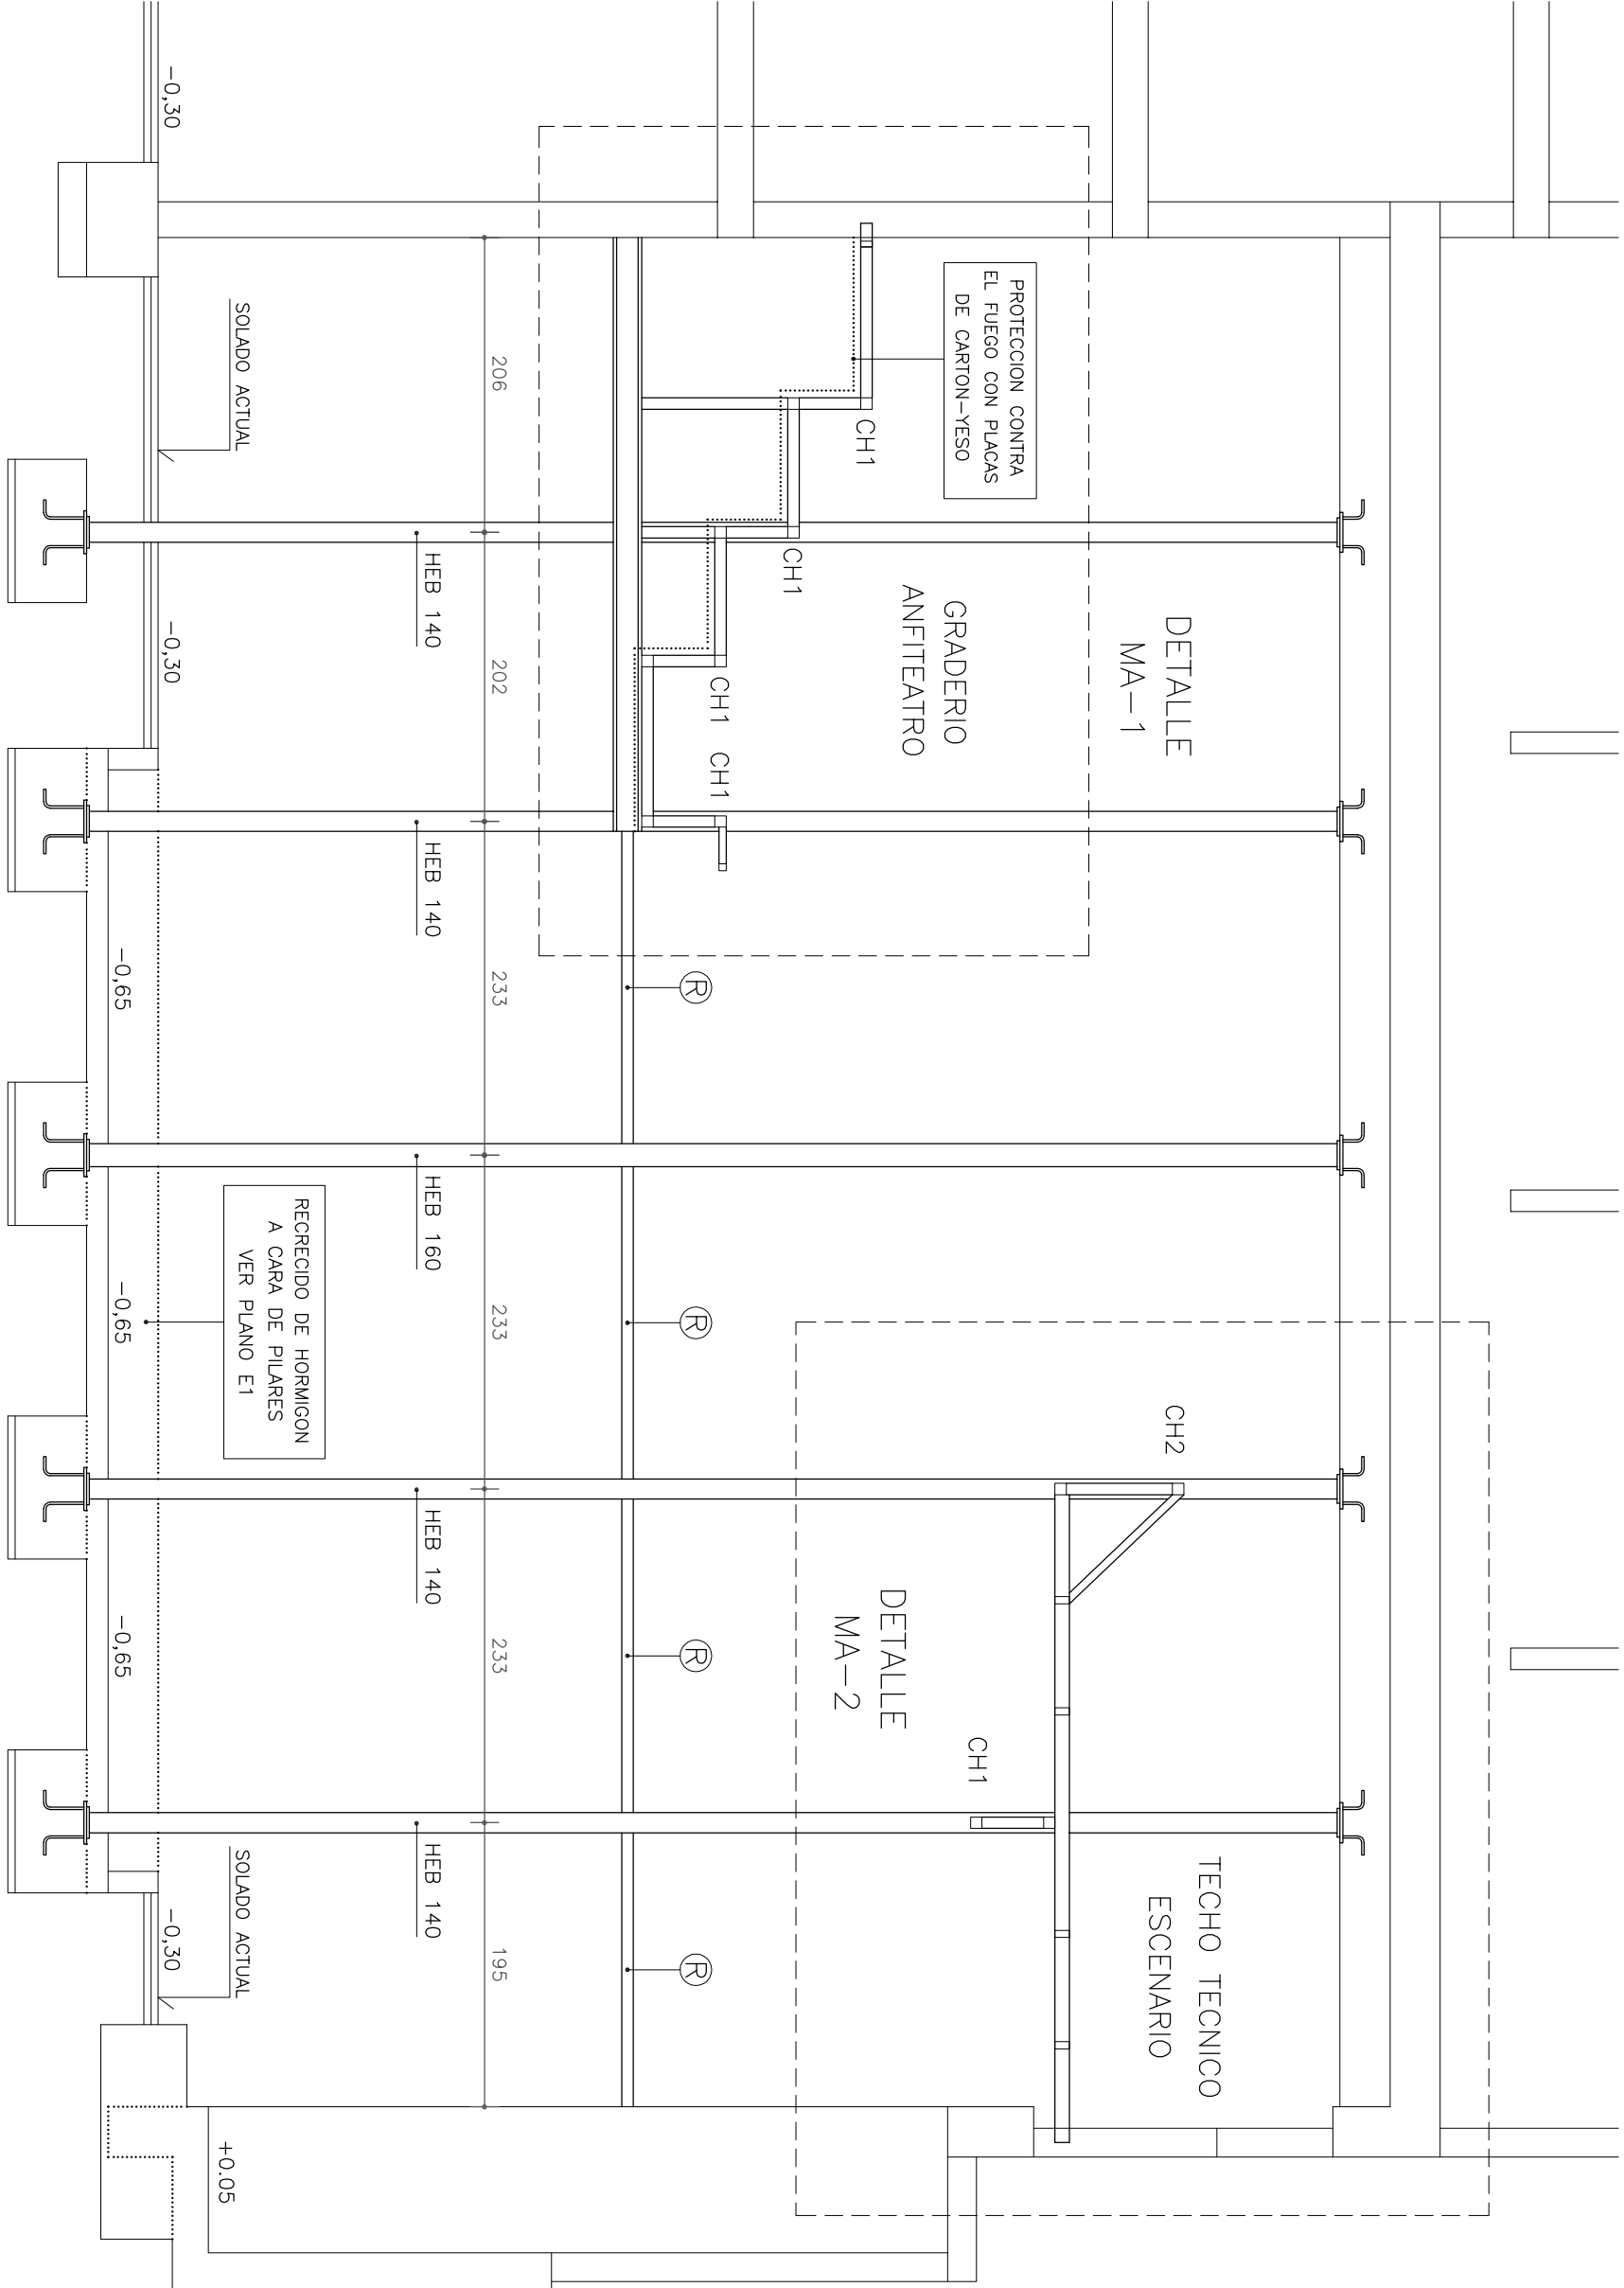 DETALLE
MA-1
GRADERIO
ANFITEATRO
PROTECCION CONTRA
EL FUEGO CON PLACAS
DE CARTON-YESO
CH1
CH1
CH1
CH1
TECHO TECNICO
ESCENARIO
CH2
CH1
DETALLE
MA-2
R
R
R
R
206
202
233
233
233
195
HEB 140
HEB 140
HEB 160
HEB 140
HEB 140
RECRECIDO DE HORMIGON
A CARA DE PILARES
VER PLANO E1
SOLADO ACTUAL
SOLADO ACTUAL
+0.05
-0,30
-0,30
-0,30
-0,65
-0,65
-0,65